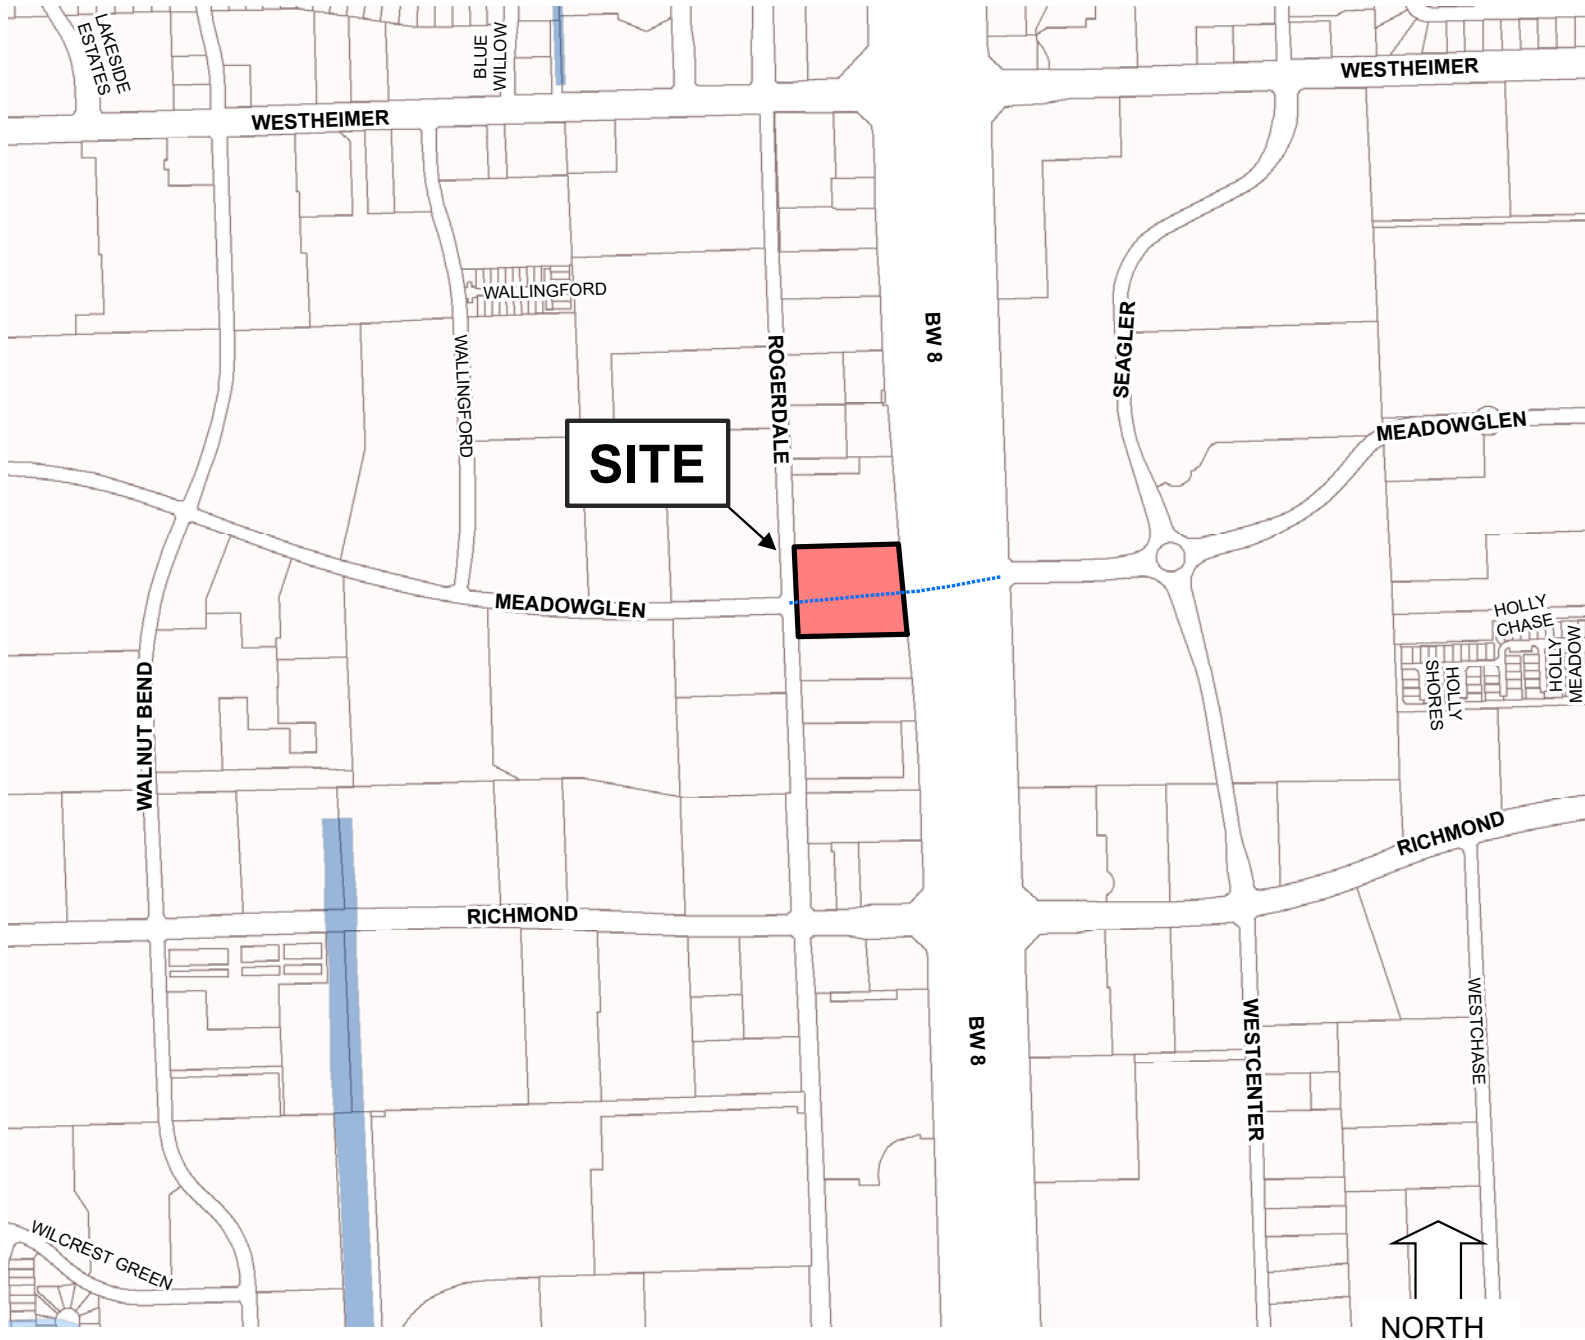 LAKESIDE
ESTATES
BLUE
WILLOW
WESTHEIMER
WESTHEIMER
WALLINGFORD
WALLINGFORD
ROGERDALE
BW 8
SEAGLER
MEADOWGLEN
SITE
MEADOWGLEN
HOLLY
CHASE
HOLLY
MEADOW
HOLLY
SHORES
WALNUT BEND
RICHMOND
RICHMOND
BW 8
WESTCENTER
WESTCHASE
WILCREST GREEN
NORTH